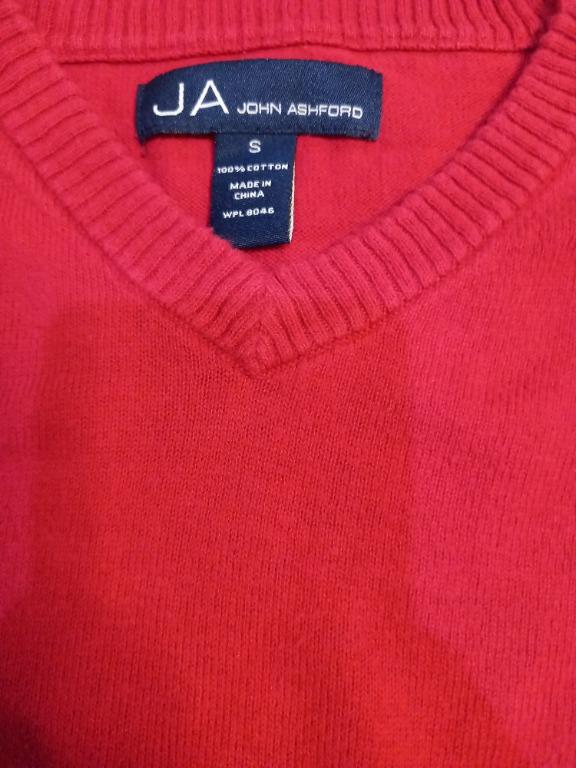 JA JOHN ASHFORD
S
100% COTTON
MADE IN
CHINA
WPL 8046